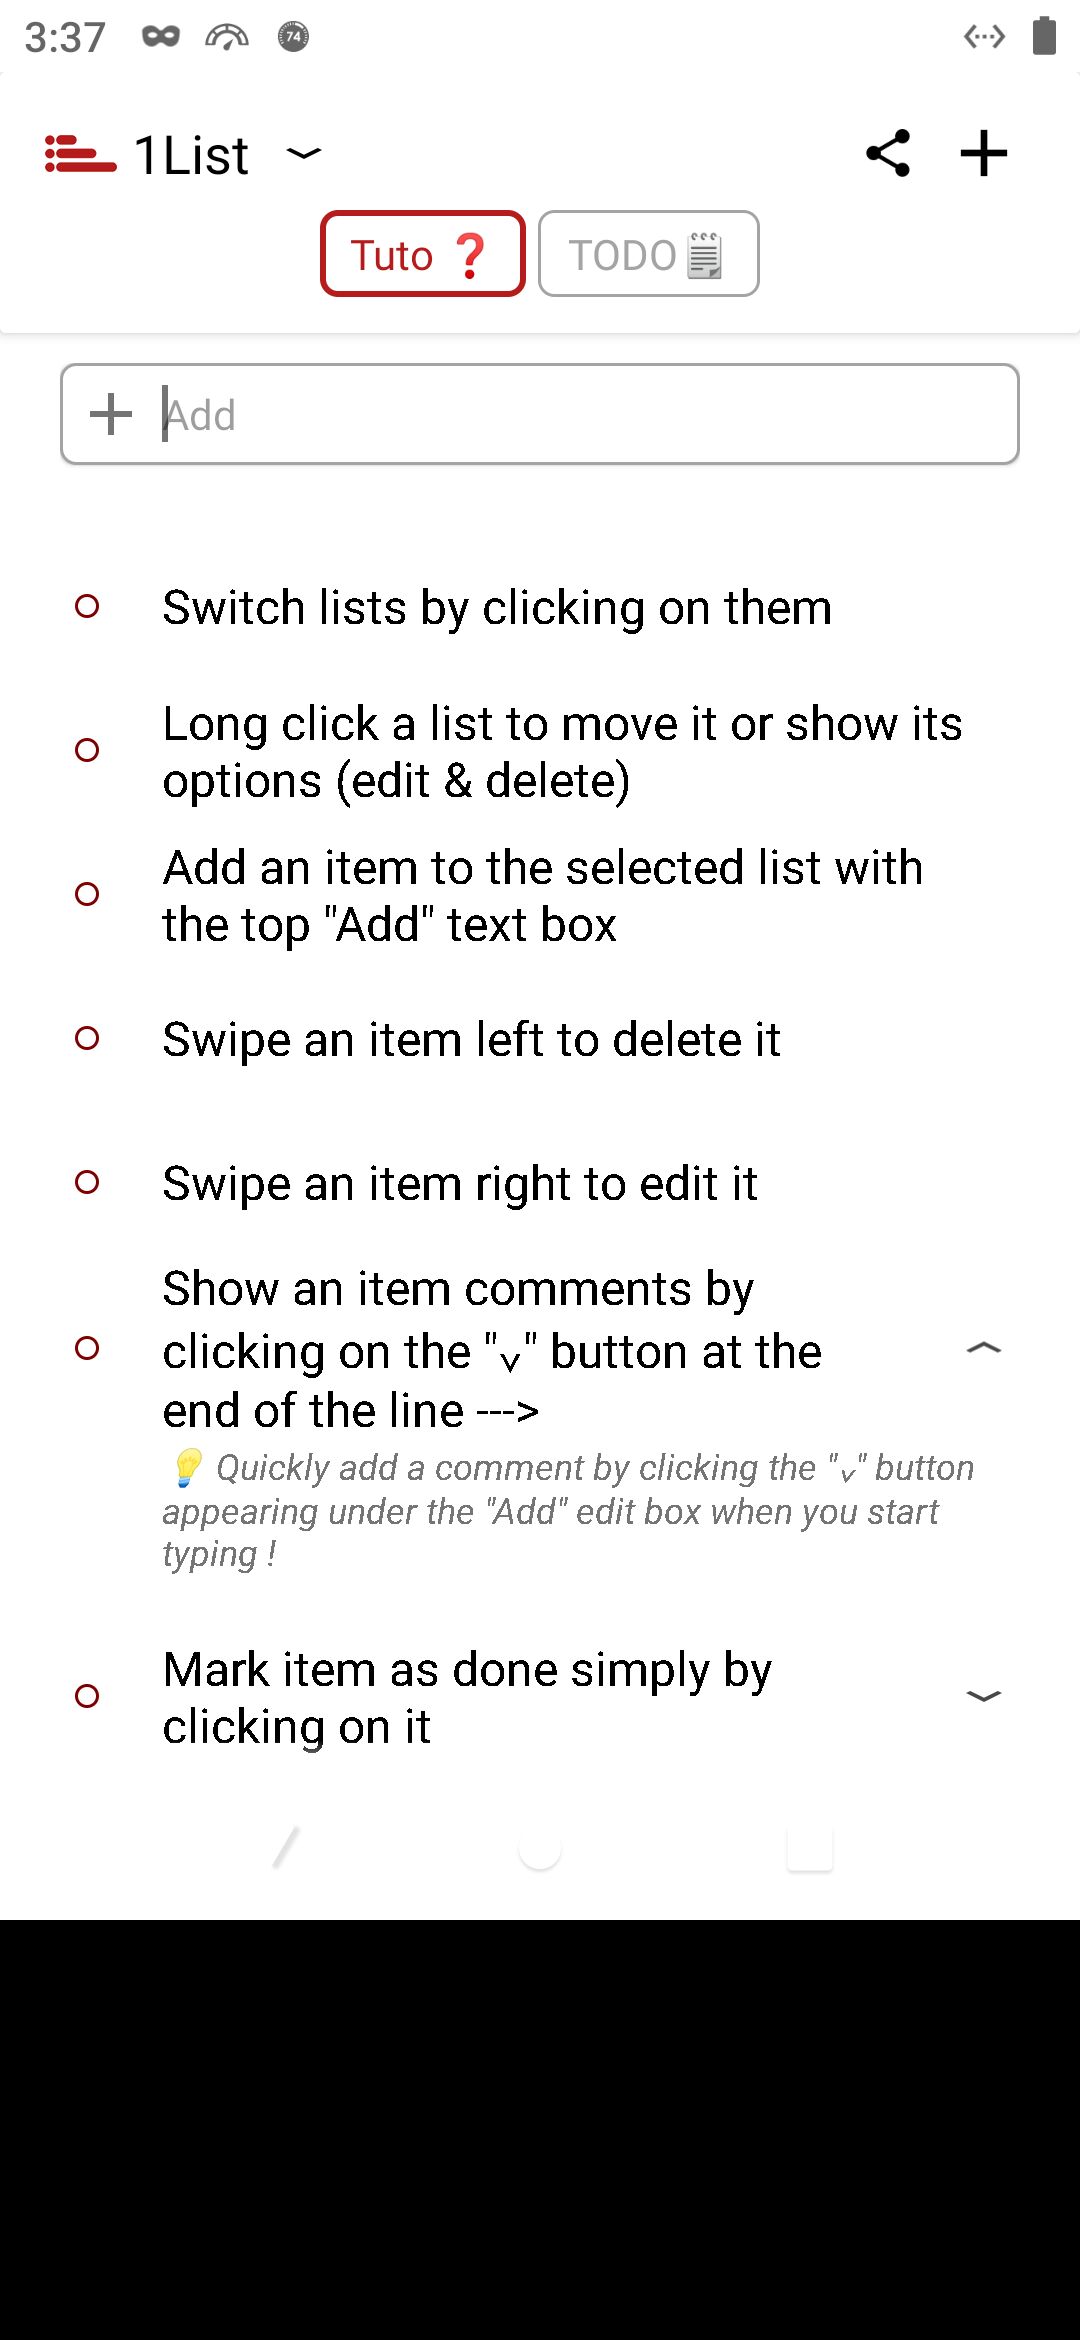 3:37
74
1List
Tuto ❓
TODO
Add
Switch lists by clicking on them
Long click a list to move it or show its
options (edit & delete)
Add an item to the selected list with
the top "Add" text box
Swipe an item left to delete it
Swipe an item right to edit it
Show an item comments by
clicking on the "˅" button at the
end of the line --->
💡 Quickly add a comment by clicking the "˅" button
appearing under the "Add" edit box when you start
typing !
Mark item as done simply by
clicking on it